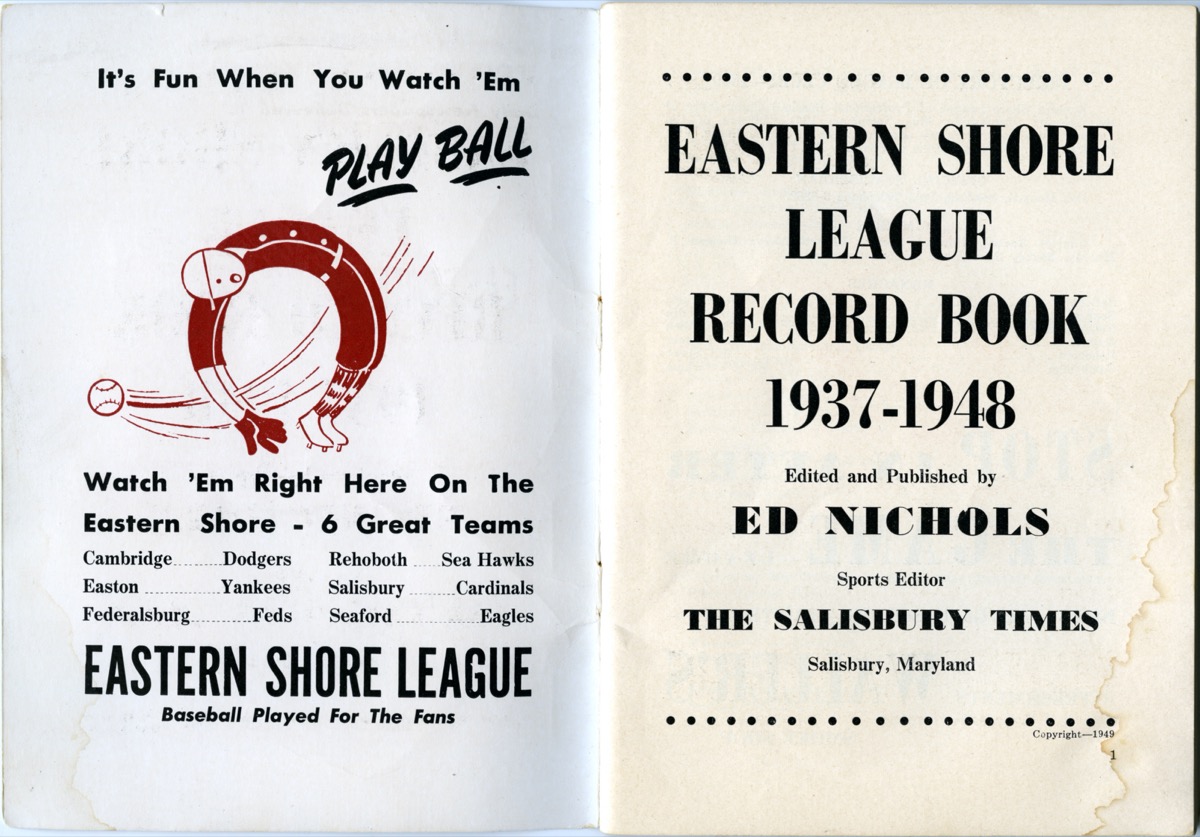 It's Fun When You Watch 'Em
PLAY BALL
Watch 'Em Right Here On The
Eastern Shore - 6 Great Teams
Cambridge Dodgers Rehoboth Sea Hawks
Easton Yankees Salisbury Cardinals
Federalsburg Feds Seaford Eagles
EASTERN SHORE LEAGUE
Baseball Played For The Fans
EASTERN SHORE
LEAGUE
RECORD BOOK
1937-1948
Edited and Published by
ED NICHOLS
Sports Editor
THE SALISBURY TIMES
Salisbury, Maryland
Copyright—1949
1